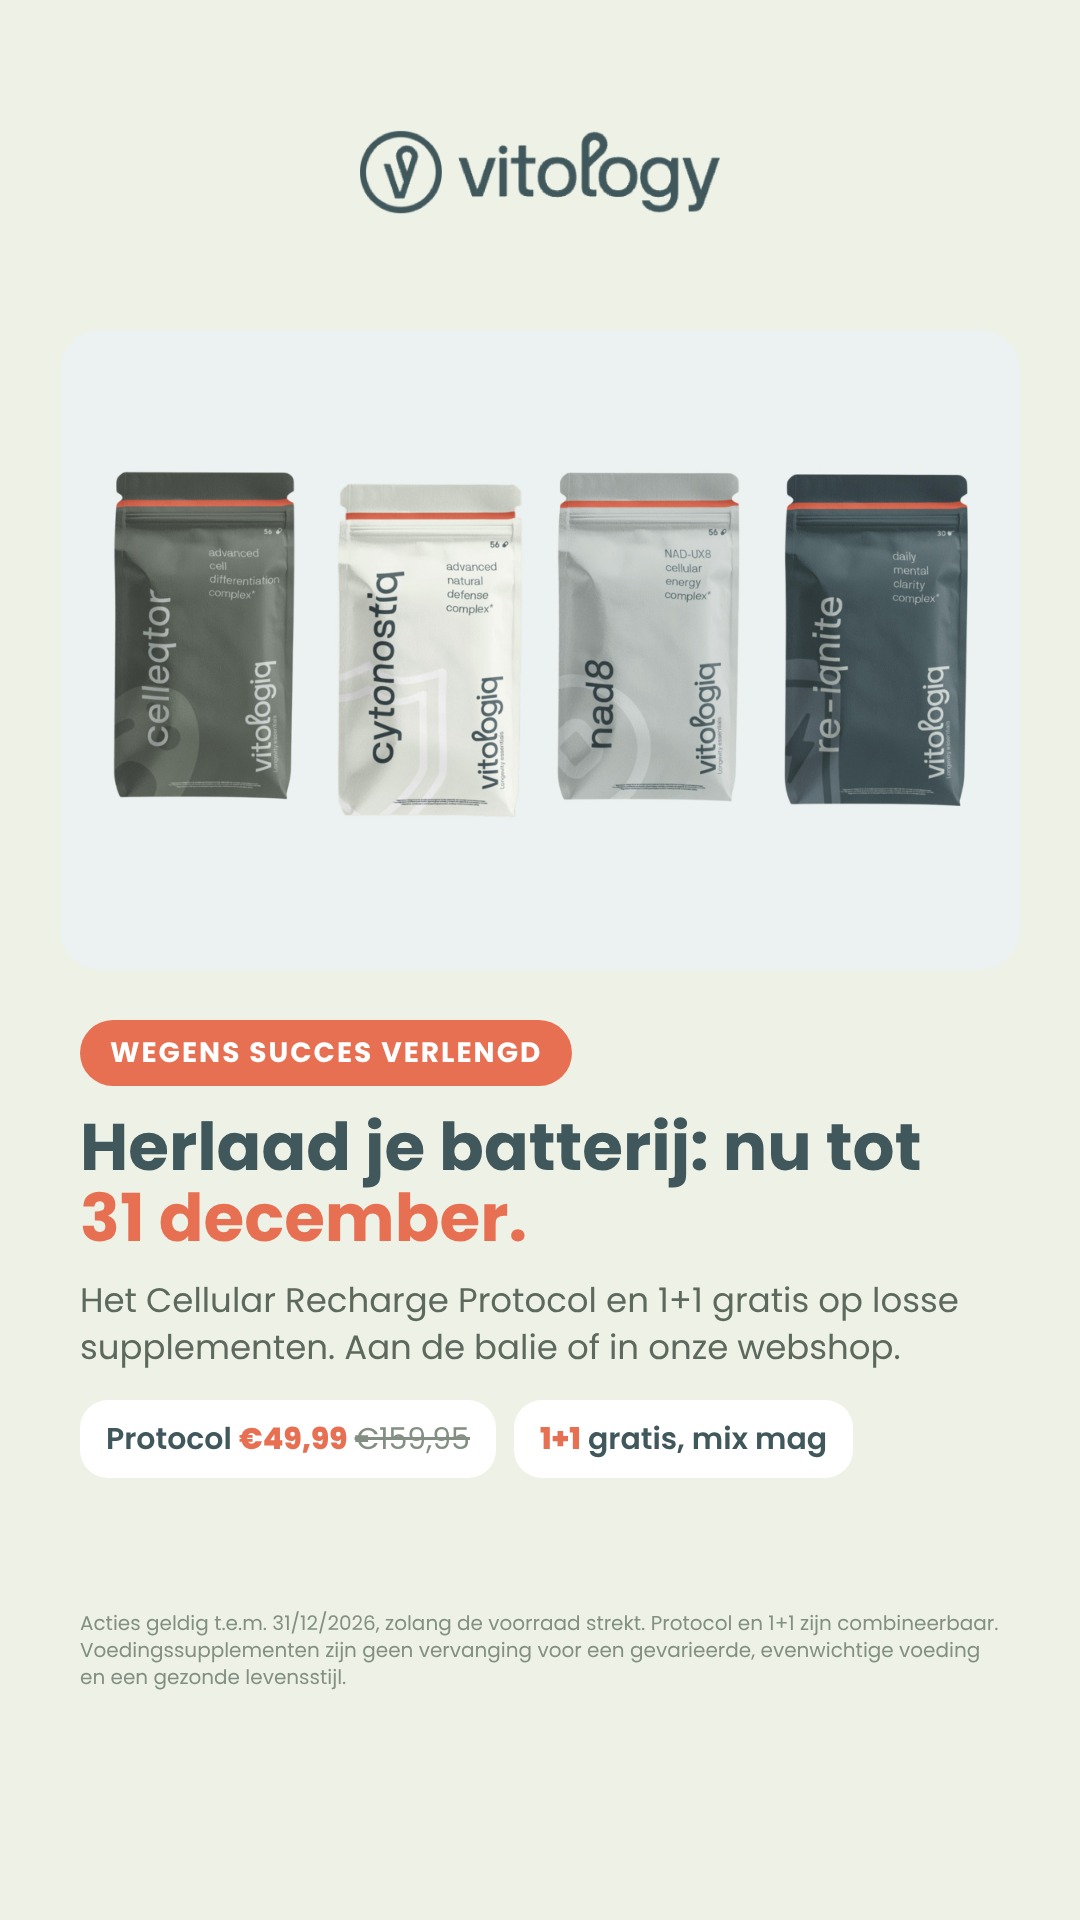 vitology
56
advanced
cell
differentiation
complex*
celleqtor
vitologiq
56
advanced
natural
defense
complex*
cytonostiq
vitologiq
longevity essentials
56
NAD-UX8
cellular
energy
complex*
nad8
vitologiq
longevity essentials
30
daily
mental
clarity
complex*
re-ignite
vitologiq
WEGENS SUCCES VERLENGD
Herlaad je batterij: nu tot
31 december.
Het Cellular Recharge Protocol en 1+1 gratis op losse
supplementen. Aan de balie of in onze webshop.
Protocol €49,99 €159,95
1+1 gratis, mix mag
Acties geldig t.e.m. 31/12/2026, zolang de voorraad strekt. Protocol en 1+1 zijn combineerbaar.
Voedingssupplementen zijn geen vervanging voor een gevarieerde, evenwichtige voeding
en een gezonde levensstijl.